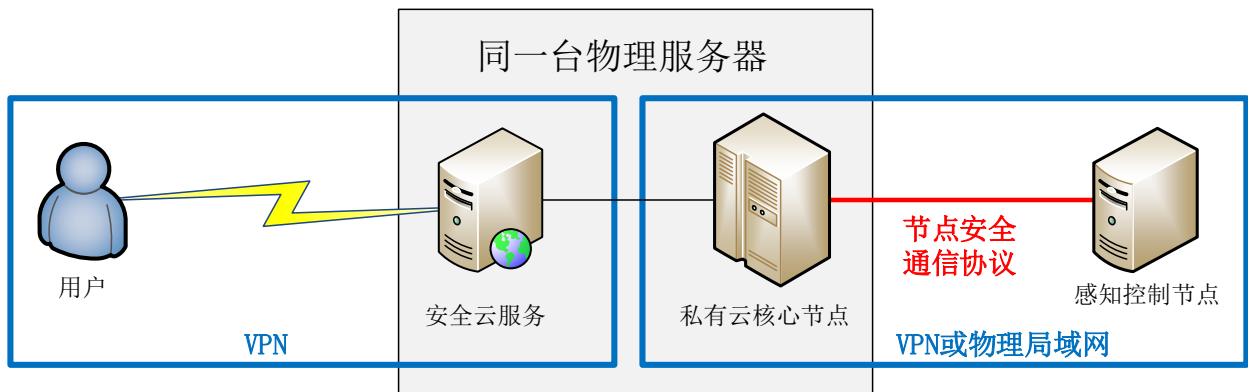 同一台物理服务器
用户
安全云服务
私有云核心节点
节点安全
通信协议
感知控制节点
VPN
VPN或物理局域网